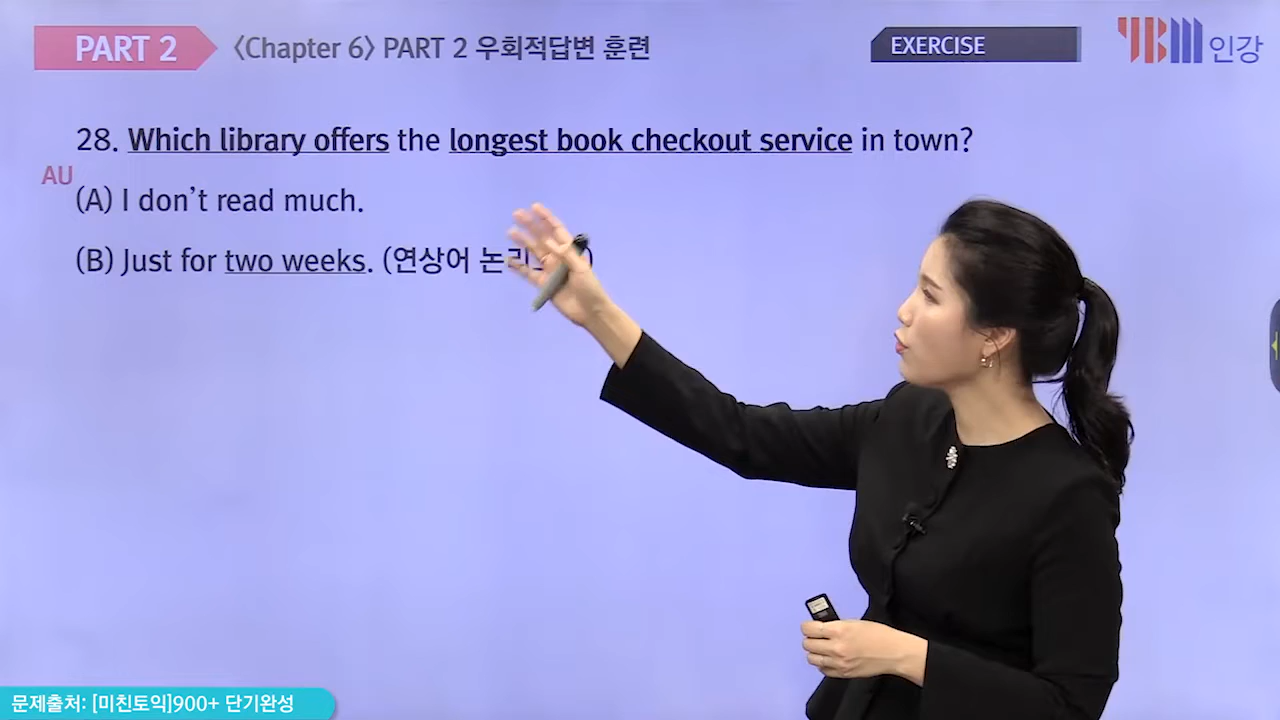 PART 2
〈Chapter 6〉 PART 2 우회적답변 훈련
EXERCISE
YBM 인강
28. Which library offers the longest book checkout service in town?
AU
(A) I don't read much.
(B) Just for two weeks. (연상어
문제출처: [미친토익]900+ 단기완성